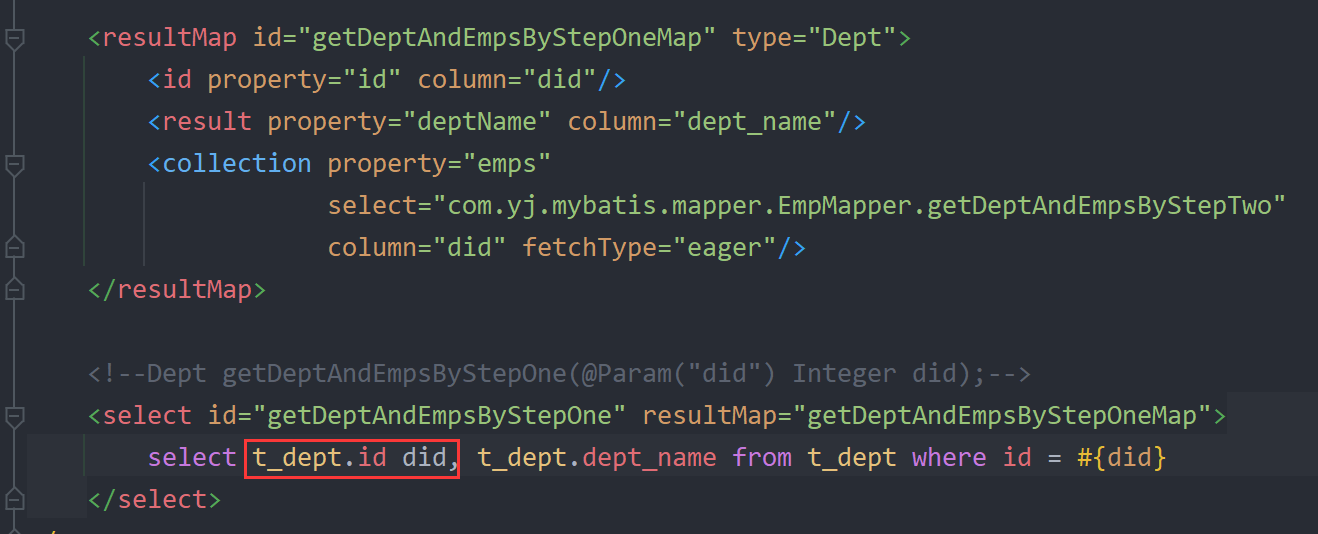 <resultMap id="getDeptAndEmpsByStepOneMap" type="Dept">
<id property="id" column="did"/>
<result property="deptName" column="dept_name"/>
<collection property="emps"
select="com.yj.mybatis.mapper.EmpMapper.getDeptAndEmpsByStepTwo"
column="did" fetchType="eager"/>
</resultMap>
<!--Dept getDeptAndEmpsByStepOne(@Param("did") Integer did);-->
<select id="getDeptAndEmpsByStepOne" resultMap="getDeptAndEmpsByStepOneMap">
select t_dept.id did, t_dept.dept_name from t_dept where id = #{did}
</select>